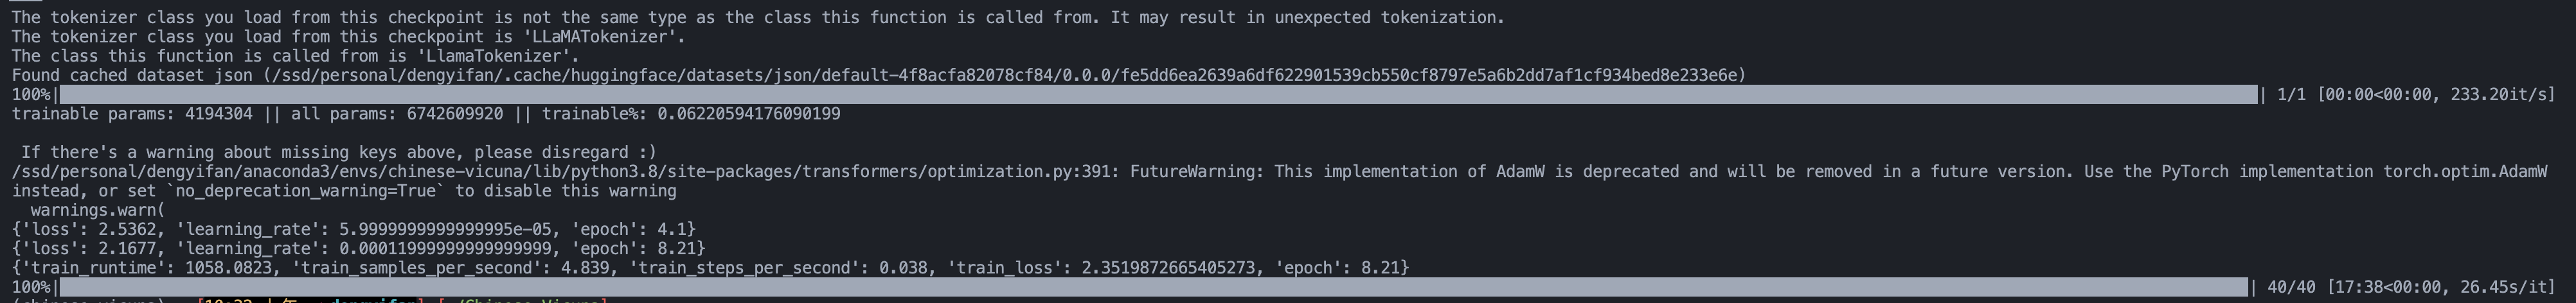 The tokenizer class you load from this checkpoint is not the same type as the class this function is called from. It may result in unexpected tokenization.
The tokenizer class you load from this checkpoint is 'LLaMATokenizer'.
The class this function is called from is 'LlamaTokenizer'.
Found cached dataset json (/ssd/personal/dengyifan/.cache/huggingface/datasets/json/default-4f8acfa82078cf84/0.0.0/fe5dd6ea2639a6df622901539cb550cf8797e5a6b2dd7af1cf934bed8e233e6e)
100%| | 1/1 [00:00<00:00, 233.20it/s]
trainable params: 4194304 || all params: 6742609920 || trainable%: 0.06220594176090199
If there's a warning about missing keys above, please disregard :)
/ssd/personal/dengyifan/anaconda3/envs/chinese-vicuna/lib/python3.8/site-packages/transformers/optimization.py:391: FutureWarning: This implementation of AdamW is deprecated and will be removed in a future version. Use the PyTorch implementation torch.optim.AdamW
instead, or set `no_deprecation_warning=True` to disable this warning
warnings.warn(
{'loss': 2.5362, 'learning_rate': 5.9999999999999995e-05, 'epoch': 4.1}
{'loss': 2.1677, 'learning_rate': 0.00011999999999999999, 'epoch': 8.21}
{'train_runtime': 1058.0823, 'train_samples_per_second': 4.839, 'train_steps_per_second': 0.038, 'train_loss': 2.3519872665405273, 'epoch': 8.21}
100%| | 40/40 [17:38<00:00, 26.45s/it]